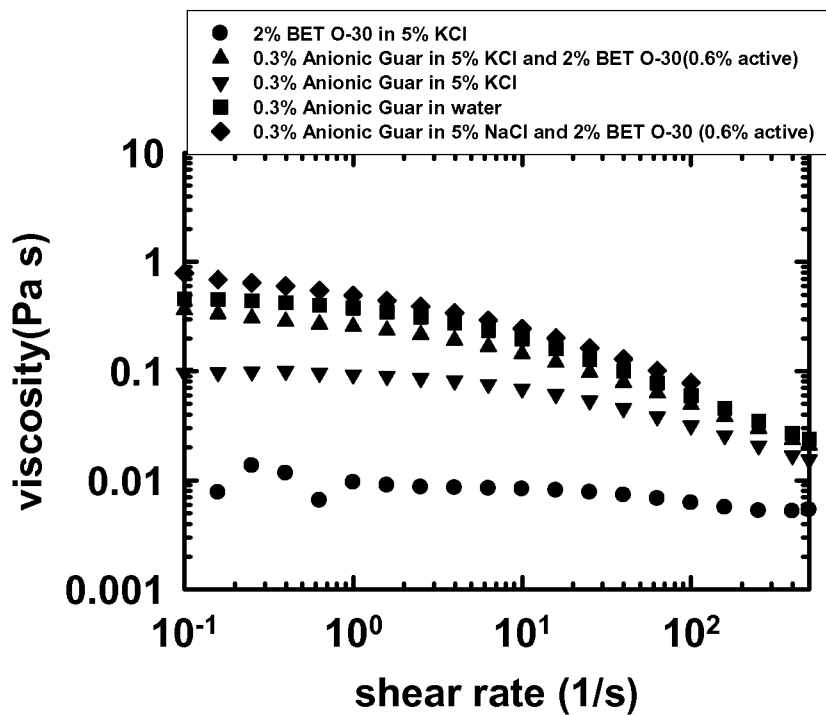 2% BET O-30 in 5% KCl
0.3% Anionic Guar in 5% KCl and 2% BET O-30(0.6% active)
0.3% Anionic Guar in 5% KCl
0.3% Anionic Guar in water
0.3% Anionic Guar in 5% NaCl and 2% BET O-30 (0.6% active)
10
1
0.1
0.01
0.001
viscosity(Pa s)
10⁻¹ 10⁰ 10¹ 10²
shear rate (1/s)